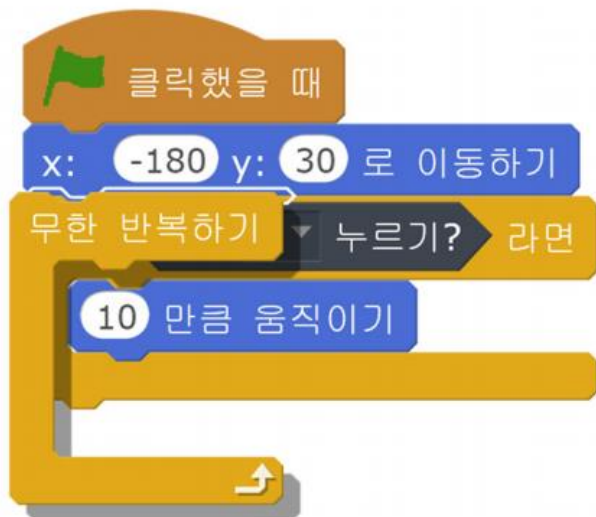 클릭했을 때
x: -180 y: 30 로 이동하기
무한 반복하기 누르기? 라면
10 만큼 움직이기